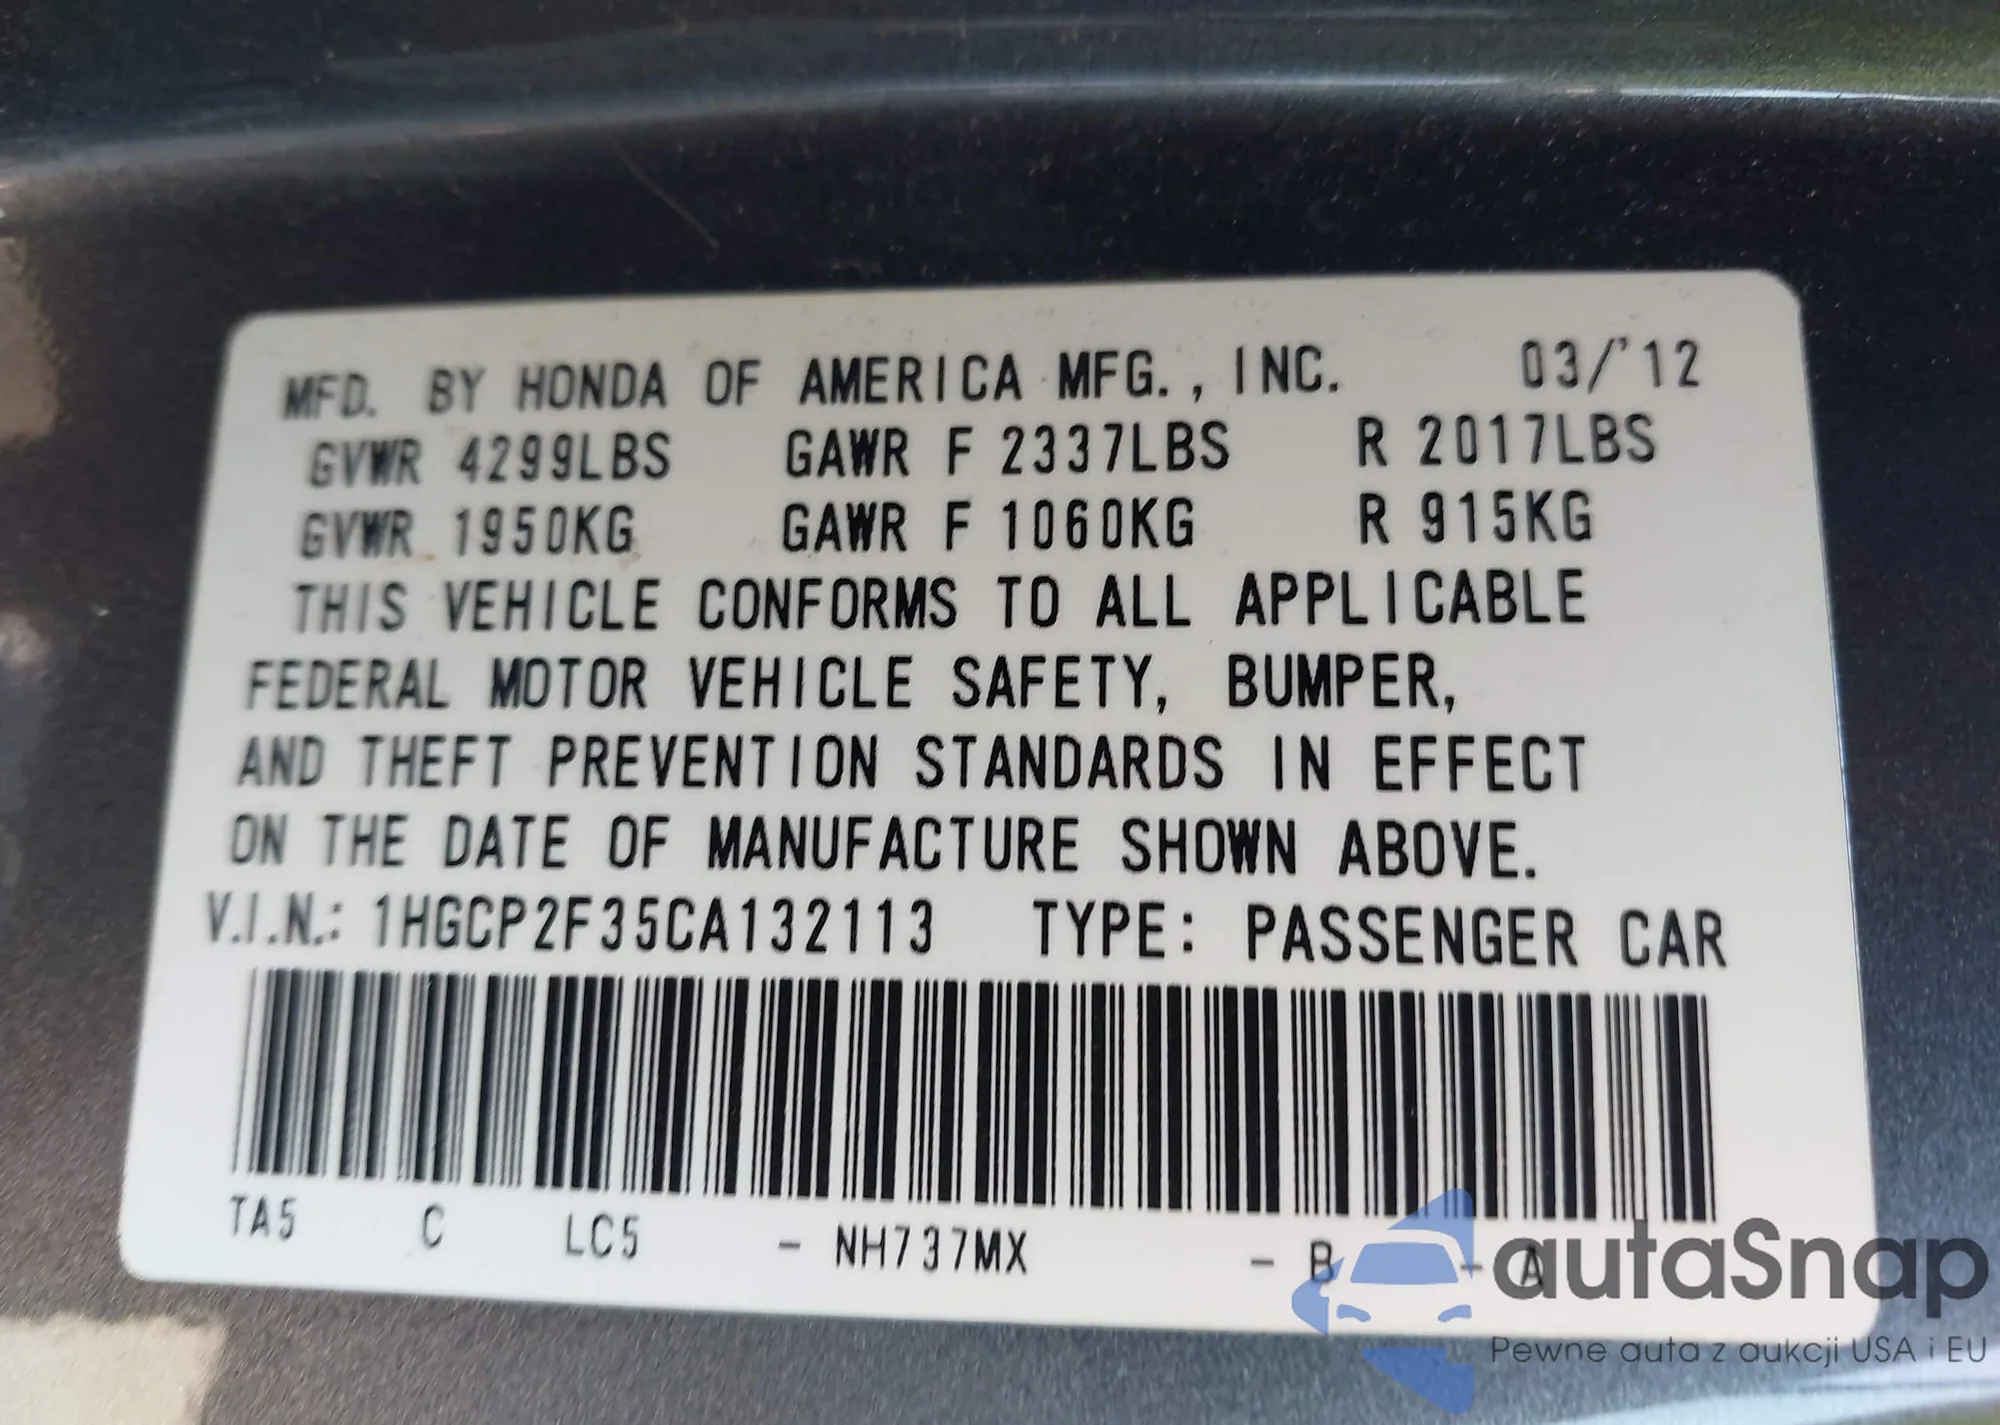 MFD. BY HONDA OF AMERICA MFG., INC. 03/'12
GVWR 4299LBS GAWR F 2337LBS R 2017LBS
GVWR 1950KG GAWR F 1060KG R 915KG
THIS VEHICLE CONFORMS TO ALL APPLICABLE
FEDERAL MOTOR VEHICLE SAFETY, BUMPER,
AND THEFT PREVENTION STANDARDS IN EFFECT
ON THE DATE OF MANUFACTURE SHOWN ABOVE.
V.I.N.: 1HGCP2F35CA132113 TYPE: PASSENGER CAR
TA5 C LC5 - NH737MX - B - A
autaSnap
Pewne auta z aukcji USA i EU